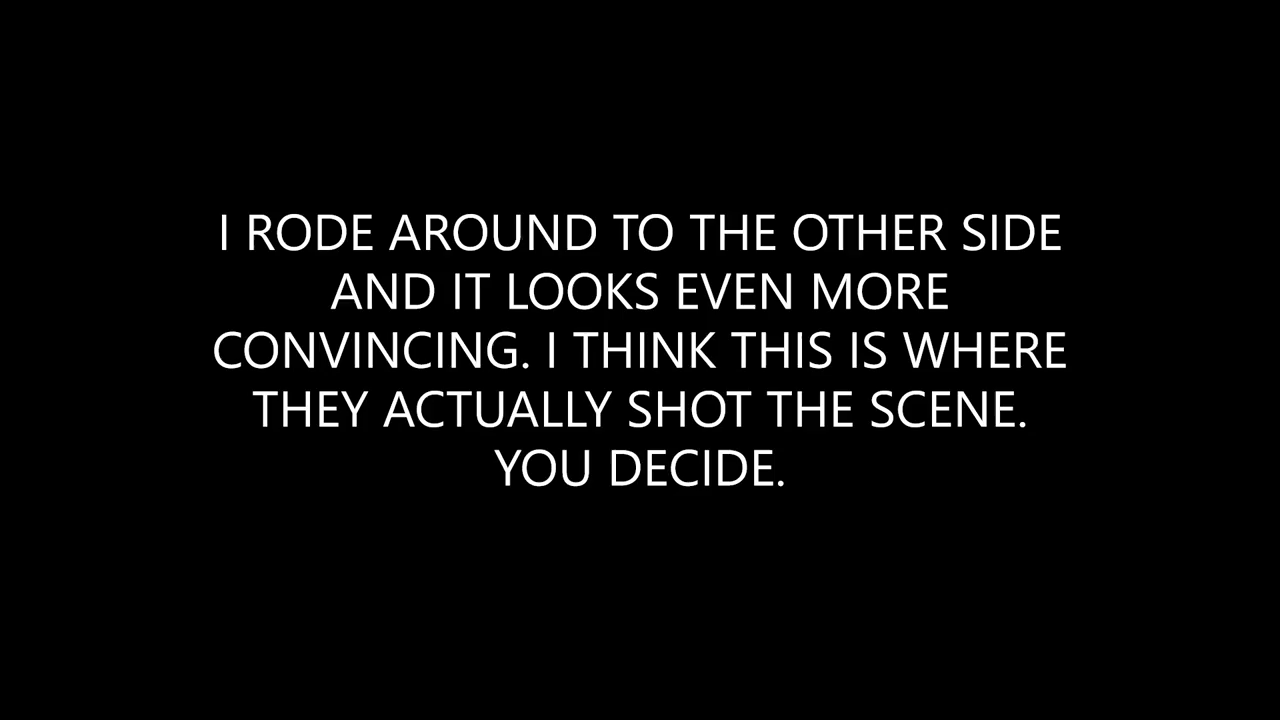 I RODE AROUND TO THE OTHER SIDE
AND IT LOOKS EVEN MORE
CONVINCING. I THINK THIS IS WHERE
THEY ACTUALLY SHOT THE SCENE.
YOU DECIDE.